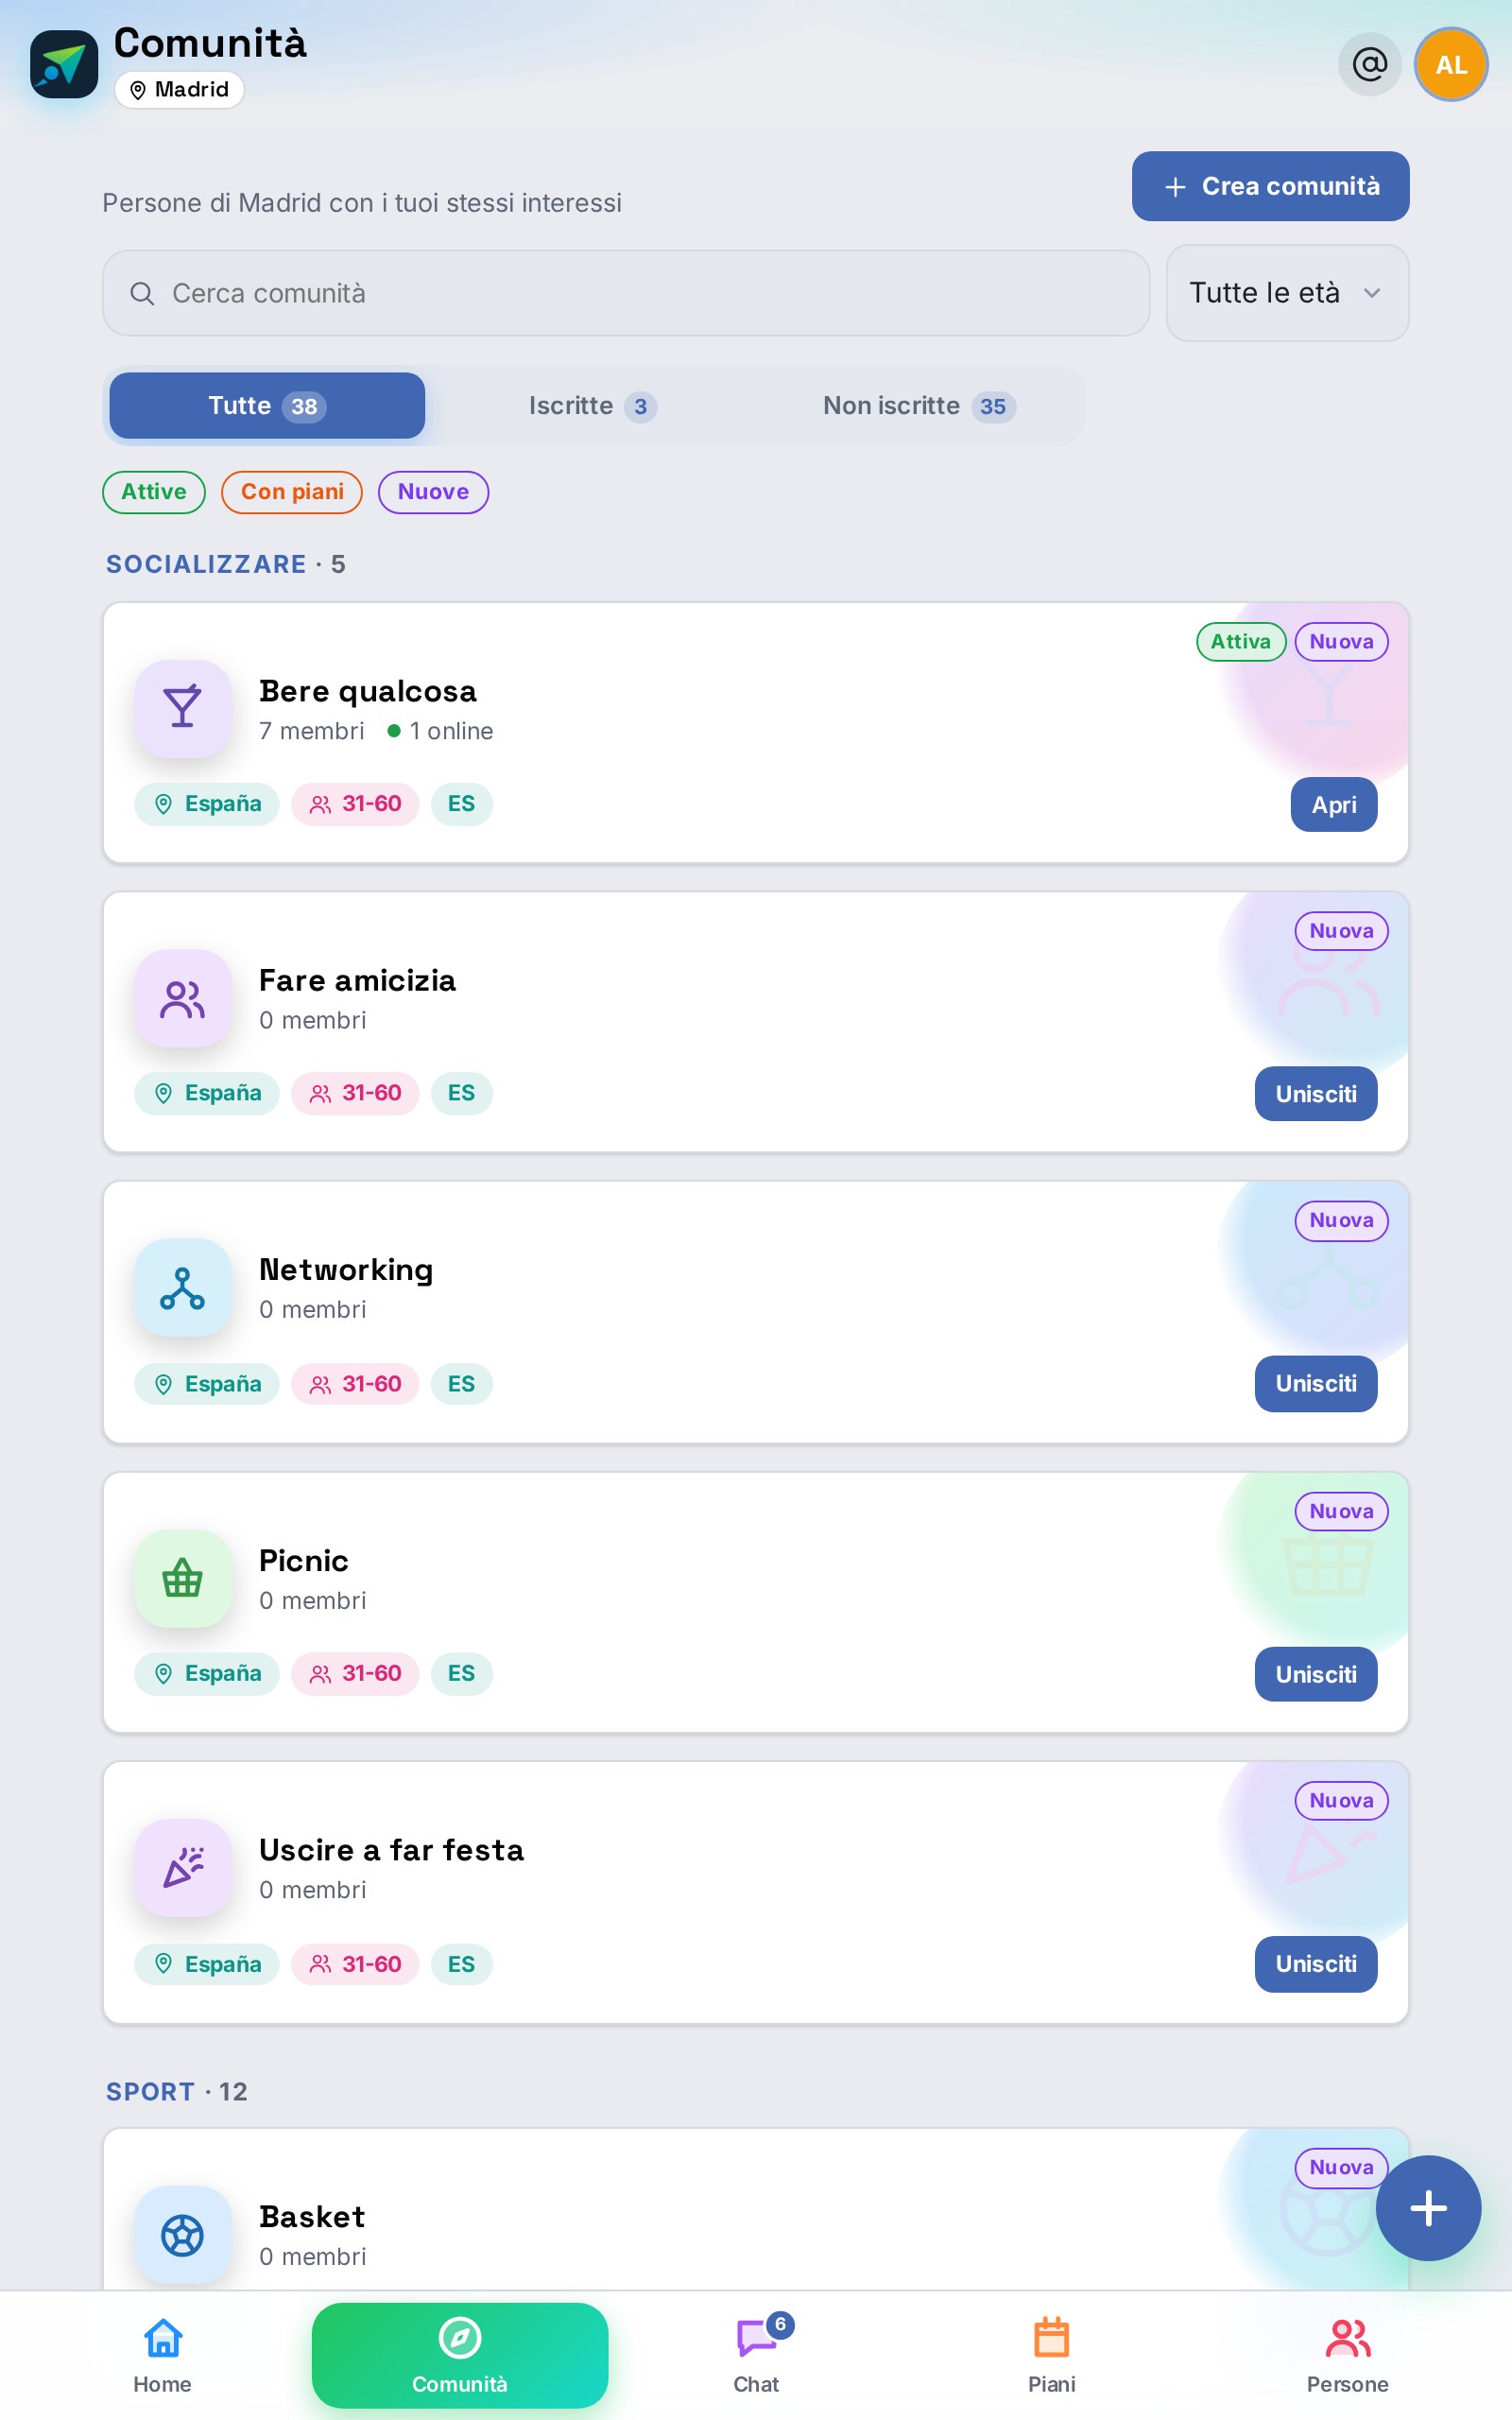 Comunità
Madrid
@
AL
Persone di Madrid con i tuoi stessi interessi
+ Crea comunità
Cerca comunità
Tutte le età
Tutte 38
Iscritte 3
Non iscritte 35
Attive
Con piani
Nuove
SOCIALIZZARE · 5
Attiva
Nuova
Bere qualcosa
7 membri
1 online
España
31-60
ES
Apri
Nuova
Fare amicizia
0 membri
España
31-60
ES
Unisciti
Nuova
Networking
0 membri
España
31-60
ES
Unisciti
Nuova
Picnic
0 membri
España
31-60
ES
Unisciti
Nuova
Uscire a far festa
0 membri
España
31-60
ES
Unisciti
SPORT · 12
Nuova
Basket
0 membri
+
Home
Comunità
6
Chat
Piani
Persone